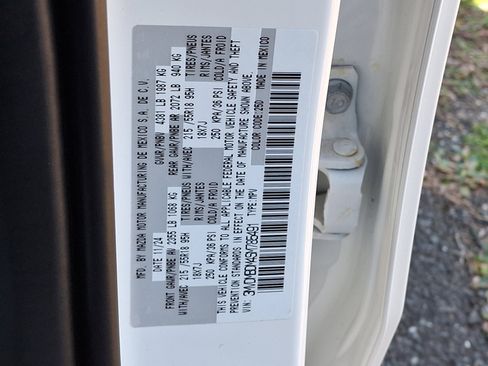 MFD. BY MAZDA MOTOR MANUFACTURING DE MEXICO S.A. DE C.V.
DATE: 11/24 GVWR/PNBV 4381 LB 1987 KG
FRONT GAWR/PNBE AV 2355 LB 1068 KG REAR GAWR/PNBE AR 2072 LB 940 KG
WITH/AVEC TIRES/PNEUS WITH/AVEC TIRES/PNEUS
215 /55R18 95H RIMS/JANTES 215 /55R18 95H RIMS/JANTES
18X7J COLD/A FROID 18X7J COLD/A FROID
250 KPA/36 PSI 250 KPA/36 PSI
THIS VEHICLE CONFORMS TO ALL APPLICABLE FEDERAL MOTOR VEHICLE SAFETY AND THEFT
PREVENTION STANDARDS IN EFFECT ON THE DATE OF MANUFACTURE SHOWN ABOVE.
VIN: TYPE: MPV COLOR CODE: 25D MADE IN MEXICO